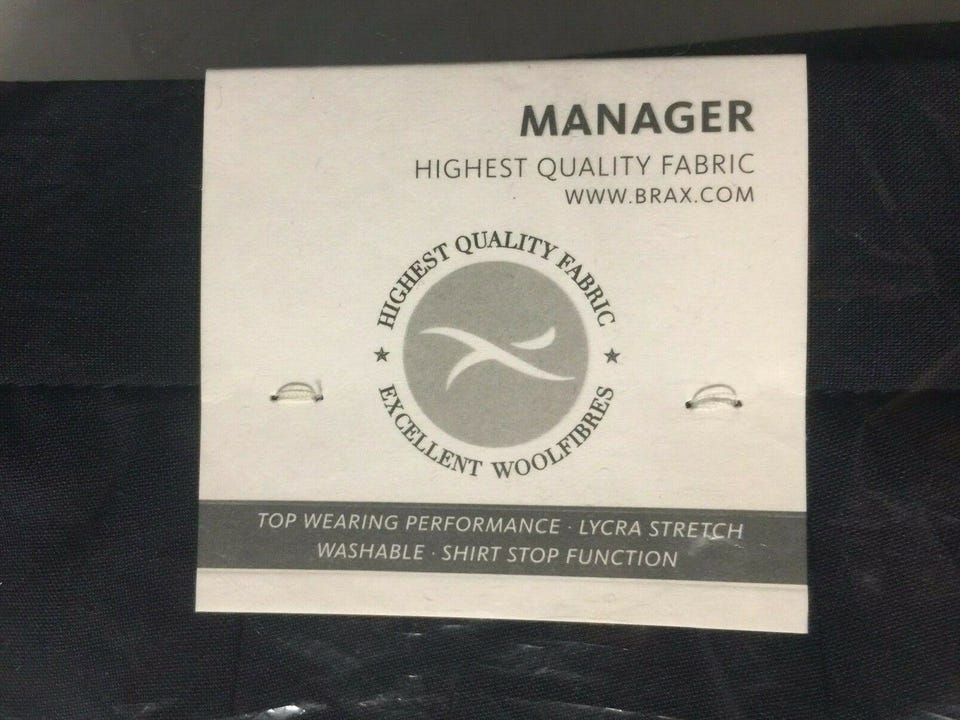 MANAGER
HIGHEST QUALITY FABRIC
WWW.BRAX.COM
HIGHEST QUALITY FABRIC
★ ★
EXCELLENT WOOLFIBRES
TOP WEARING PERFORMANCE · LYCRA STRETCH
WASHABLE · SHIRT STOP FUNCTION